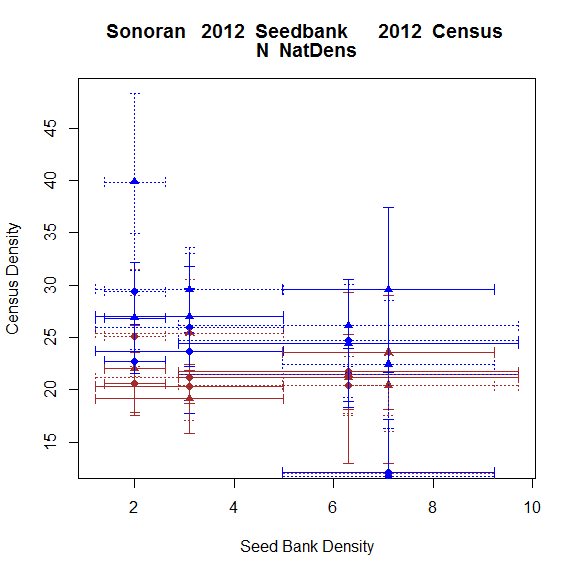 Sonoran 2012 Seedbank 2012 Census
N NatDens
Census Density
45
40
35
30
25
20
15
2 4 6 8 10
Seed Bank Density